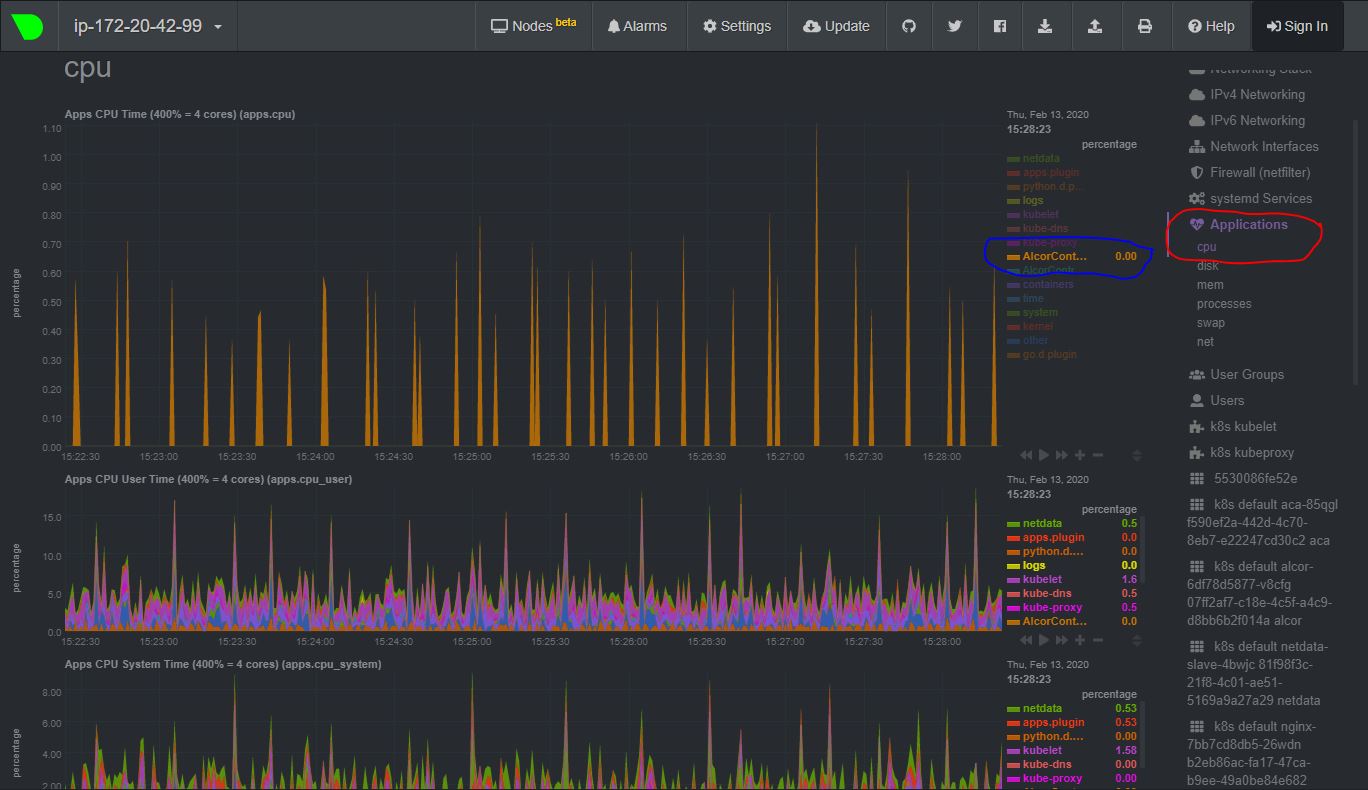 ip-172-20-42-99
Nodes beta
Alarms
Settings
Update
Help
Sign In
cpu
Apps CPU Time (400% = 4 cores) (apps.cpu)
percentage
1.10
1.00
0.90
0.80
0.70
0.60
0.50
0.40
0.30
0.20
0.10
0.00
15:22:30 15:23:00 15:23:30 15:24:00 15:24:30 15:25:00 15:25:30 15:26:00 15:26:30 15:27:00 15:27:30 15:28:00
Thu, Feb 13, 2020
15:28:23
percentage
netdata
apps.plugin
python.d.p...
logs
kubelet
kube-dns
kube-proxy
AlcorCont... 0.00
AlcorContr
containers
time
system
kernel
other
go.d.plugin
Apps CPU User Time (400% = 4 cores) (apps.cpu_user)
percentage
15.0
10.0
5.0
0.0
15:22:30 15:23:00 15:23:30 15:24:00 15:24:30 15:25:00 15:25:30 15:26:00 15:26:30 15:27:00 15:27:30 15:28:00
Thu, Feb 13, 2020
15:28:23
percentage
netdata 0.5
apps.plugin 0.0
python.d.... 0.0
logs 0.0
kubelet 1.6
kube-dns 0.5
kube-proxy 0.5
AlcorCont... 0.0
Apps CPU System Time (400% = 4 cores) (apps.cpu_system)
percentage
8.00
6.00
4.00
2.00
Thu, Feb 13, 2020
15:28:23
percentage
netdata 0.53
apps.plugin 0.53
python.d.... 0.00
kubelet 1.58
kube-dns 0.00
kube-proxy 0.00
Networking Stack
IPv4 Networking
IPv6 Networking
Network Interfaces
Firewall (netfilter)
systemd Services
Applications
cpu
disk
mem
processes
swap
net
User Groups
Users
k8s kubelet
k8s kubeproxy
5530086fe52e
k8s default aca-85qgl
f590ef2a-442d-4c70-
8eb7-e22247cd30c2 aca
k8s default alcor-
6df78d5877-v8cfg
07ff2af7-c18e-4c5f-a4c9-
d8bb6b2f014a alcor
k8s default netdata-
slave-4bwjc 81f98f3c-
21f8-4c01-ae51-
5169a9a27a29 netdata
k8s default nginx-
7bb7cd8db5-26wdn
b2eb86ac-fa17-47ca-
b9ee-49a0be84e682